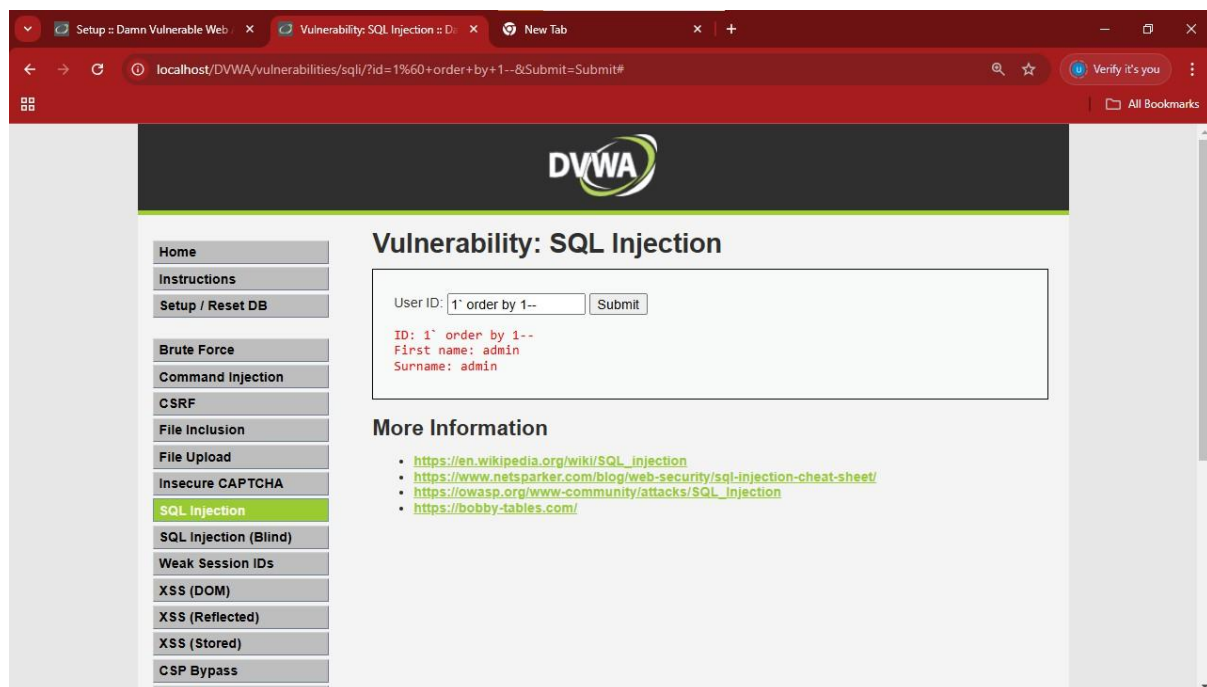 Setup :: Damn Vulnerable Web
Vulnerability: SQL Injection :: Da
New Tab
localhost/DVWA/vulnerabilities/sqli/?id=1%60+order+by+1--&Submit=Submit#
Verify it's you
All Bookmarks
DVWA
Home
Instructions
Setup / Reset DB
Brute Force
Command Injection
CSRF
File Inclusion
File Upload
Insecure CAPTCHA
SQL Injection
SQL Injection (Blind)
Weak Session IDs
XSS (DOM)
XSS (Reflected)
XSS (Stored)
CSP Bypass
Vulnerability: SQL Injection
User ID: 1` order by 1-- Submit
ID: 1` order by 1--
First name: admin
Surname: admin
More Information
https://en.wikipedia.org/wiki/SQL_injection
https://www.netsparker.com/blog/web-security/sql-injection-cheat-sheet/
https://owasp.org/www-community/attacks/SQL_Injection
https://bobby-tables.com/